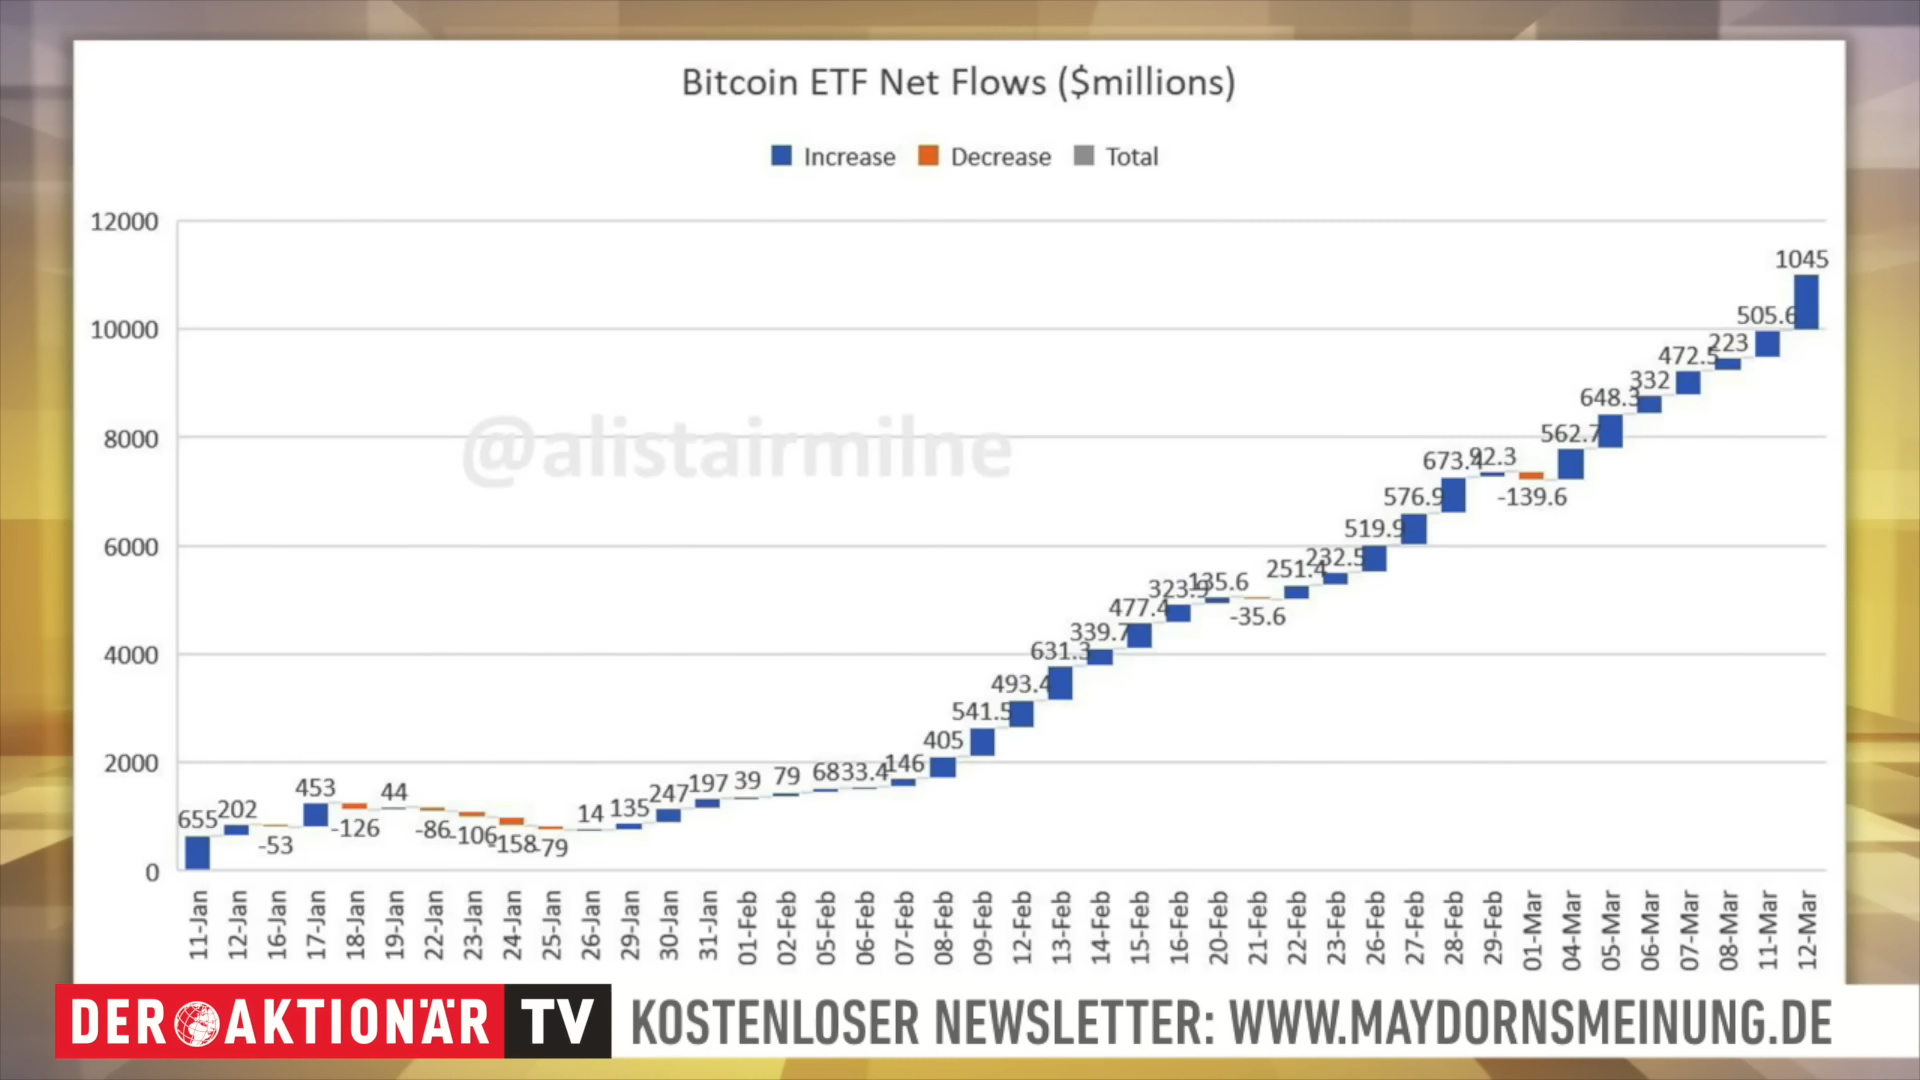 Bitcoin ETF Net Flows ($millions)
Increase Decrease Total
12000
10000
8000
6000
4000
2000
0
@alistairmilne
655 202 -53 453 -126 44 -86 -106 -158 -79 14 135 247 197 39 79 68 33.4 146 405 541.5 493.4 631.3 339.7 477.4 323.9 135.6 -35.6 251.4 232.5 519.9 576.9 673.4 92.3 -139.6 562.7 648.3 332 472.5 223 505.6 1045
11-Jan 12-Jan 16-Jan 17-Jan 18-Jan 19-Jan 22-Jan 23-Jan 24-Jan 25-Jan 26-Jan 29-Jan 30-Jan 31-Jan 01-Feb 02-Feb 05-Feb 06-Feb 07-Feb 08-Feb 09-Feb 12-Feb 13-Feb 14-Feb 15-Feb 16-Feb 20-Feb 21-Feb 22-Feb 23-Feb 26-Feb 27-Feb 28-Feb 29-Feb 01-Mar 04-Mar 05-Mar 06-Mar 07-Mar 08-Mar 11-Mar 12-Mar
DER AKTIONÄR TV KOSTENLOSER NEWSLETTER: WWW.MAYDORNSMEINUNG.DE